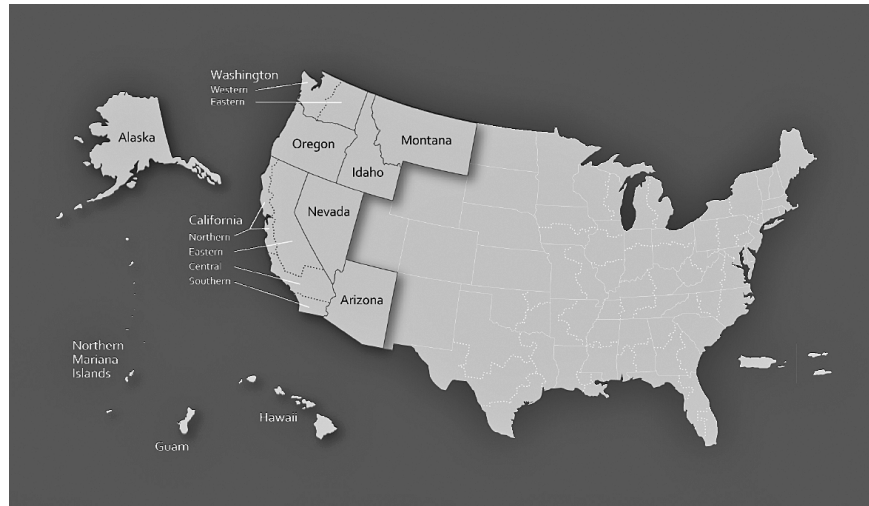 Washington
Western
Eastern
Alaska
Oregon
Montana
Idaho
California
Northern
Eastern
Central
Southern
Nevada
Arizona
Northern
Mariana
Islands
Guam
Hawaii